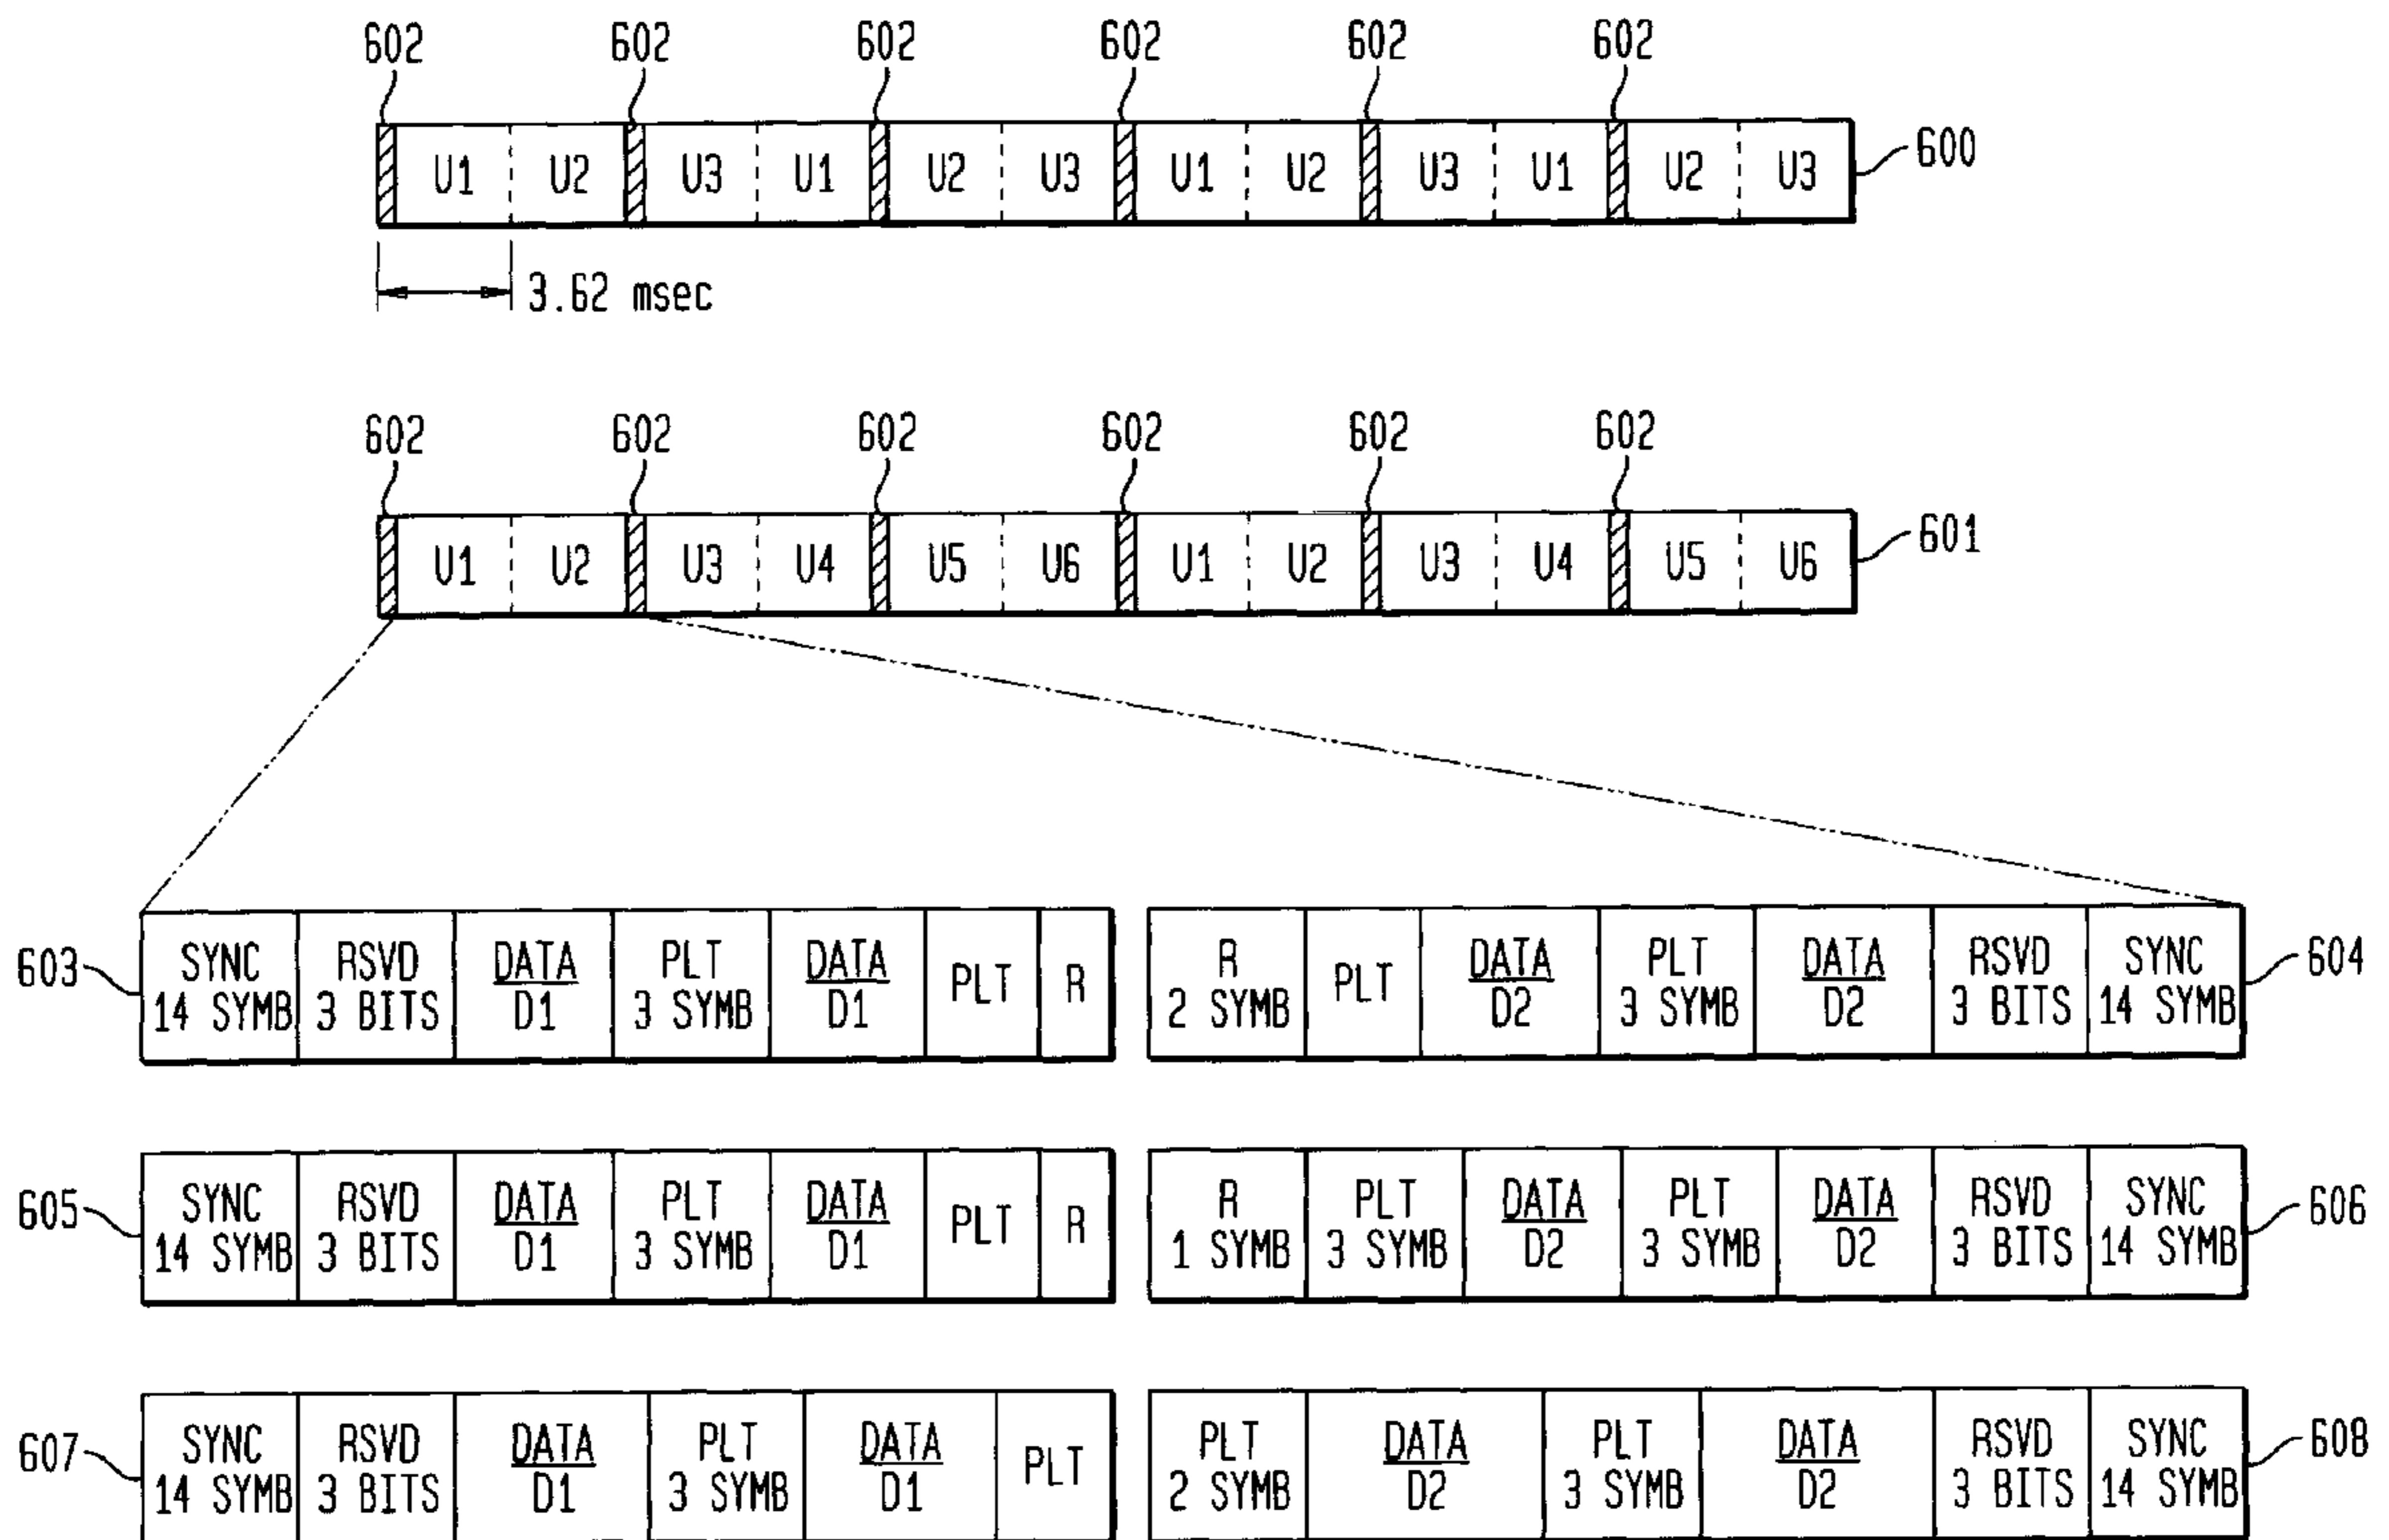 602 602 602 602 602 602
U1 U2 U3 U1 U2 U3 U1 U2 U3 U1 U2 U3 600
3.62 msec
602 602 602 602 602 602
U1 U2 U3 U4 U5 U6 U1 U2 U3 U4 U5 U6 601
603 SYNC 14 SYMB RSVD 3 BITS DATA D1 PLT 3 SYMB DATA D1 PLT R R 2 SYMB PLT DATA D2 PLT 3 SYMB DATA D2 RSVD 3 BITS SYNC 14 SYMB 604
605 SYNC 14 SYMB RSVD 3 BITS DATA D1 PLT 3 SYMB DATA D1 PLT R R 1 SYMB PLT 3 SYMB DATA D2 PLT 3 SYMB DATA D2 RSVD 3 BITS SYNC 14 SYMB 606
607 SYNC 14 SYMB RSVD 3 BITS DATA D1 PLT 3 SYMB DATA D1 PLT PLT 2 SYMB DATA D2 PLT 3 SYMB DATA D2 RSVD 3 BITS SYNC 14 SYMB 608